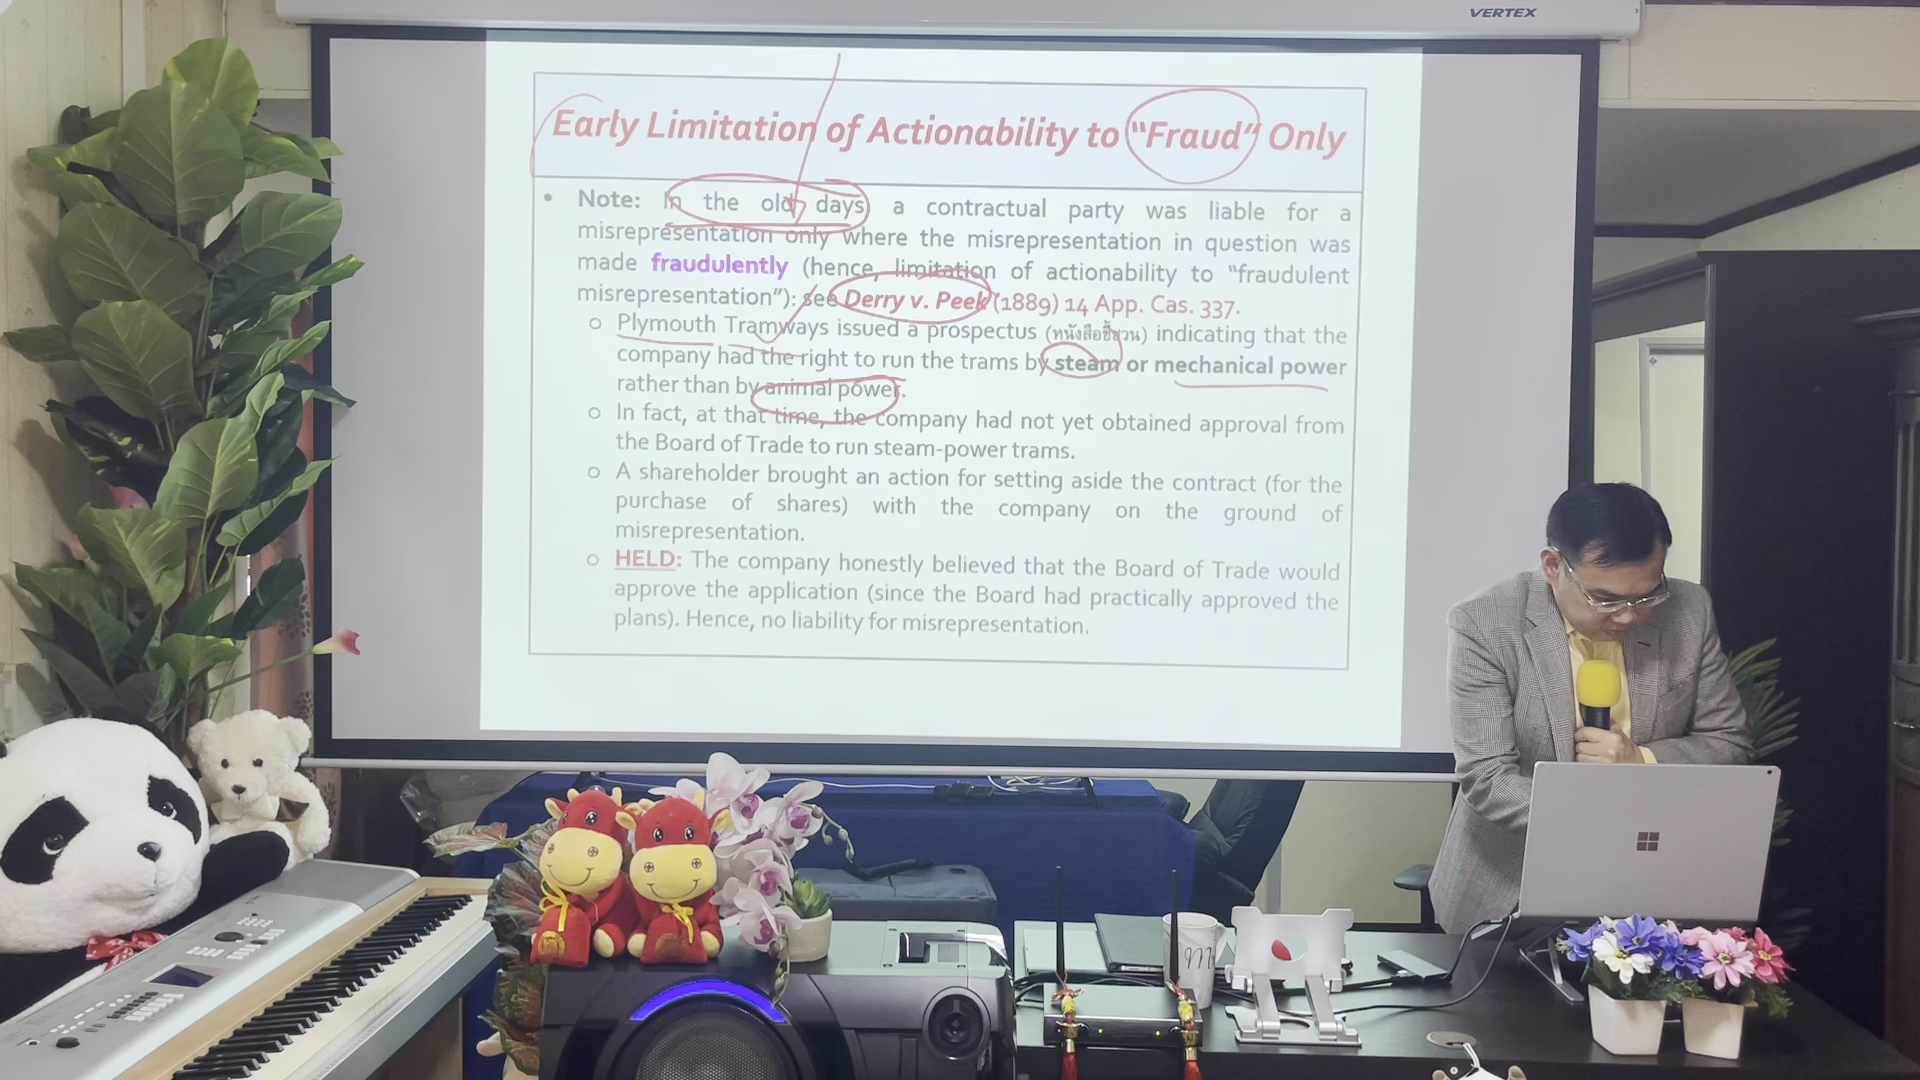 VERTEX
Early Limitation of Actionability to "Fraud" Only
• Note: In the old days a contractual party was liable for a
misrepresentation only where the misrepresentation in question was
made fraudulently (hence, limitation of actionability to "fraudulent
misrepresentation"): see Derry v. Peek (1889) 14 App. Cas. 337.
o Plymouth Tramways issued a prospectus (หนังสือชี้ชวน) indicating that the
company had the right to run the trams by steam or mechanical power
rather than by animal power.
o In fact, at that time, the company had not yet obtained approval from
the Board of Trade to run steam-power trams.
o A shareholder brought an action for setting aside the contract (for the
purchase of shares) with the company on the ground of
misrepresentation.
o HELD: The company honestly believed that the Board of Trade would
approve the application (since the Board had practically approved the
plans). Hence, no liability for misrepresentation.
m